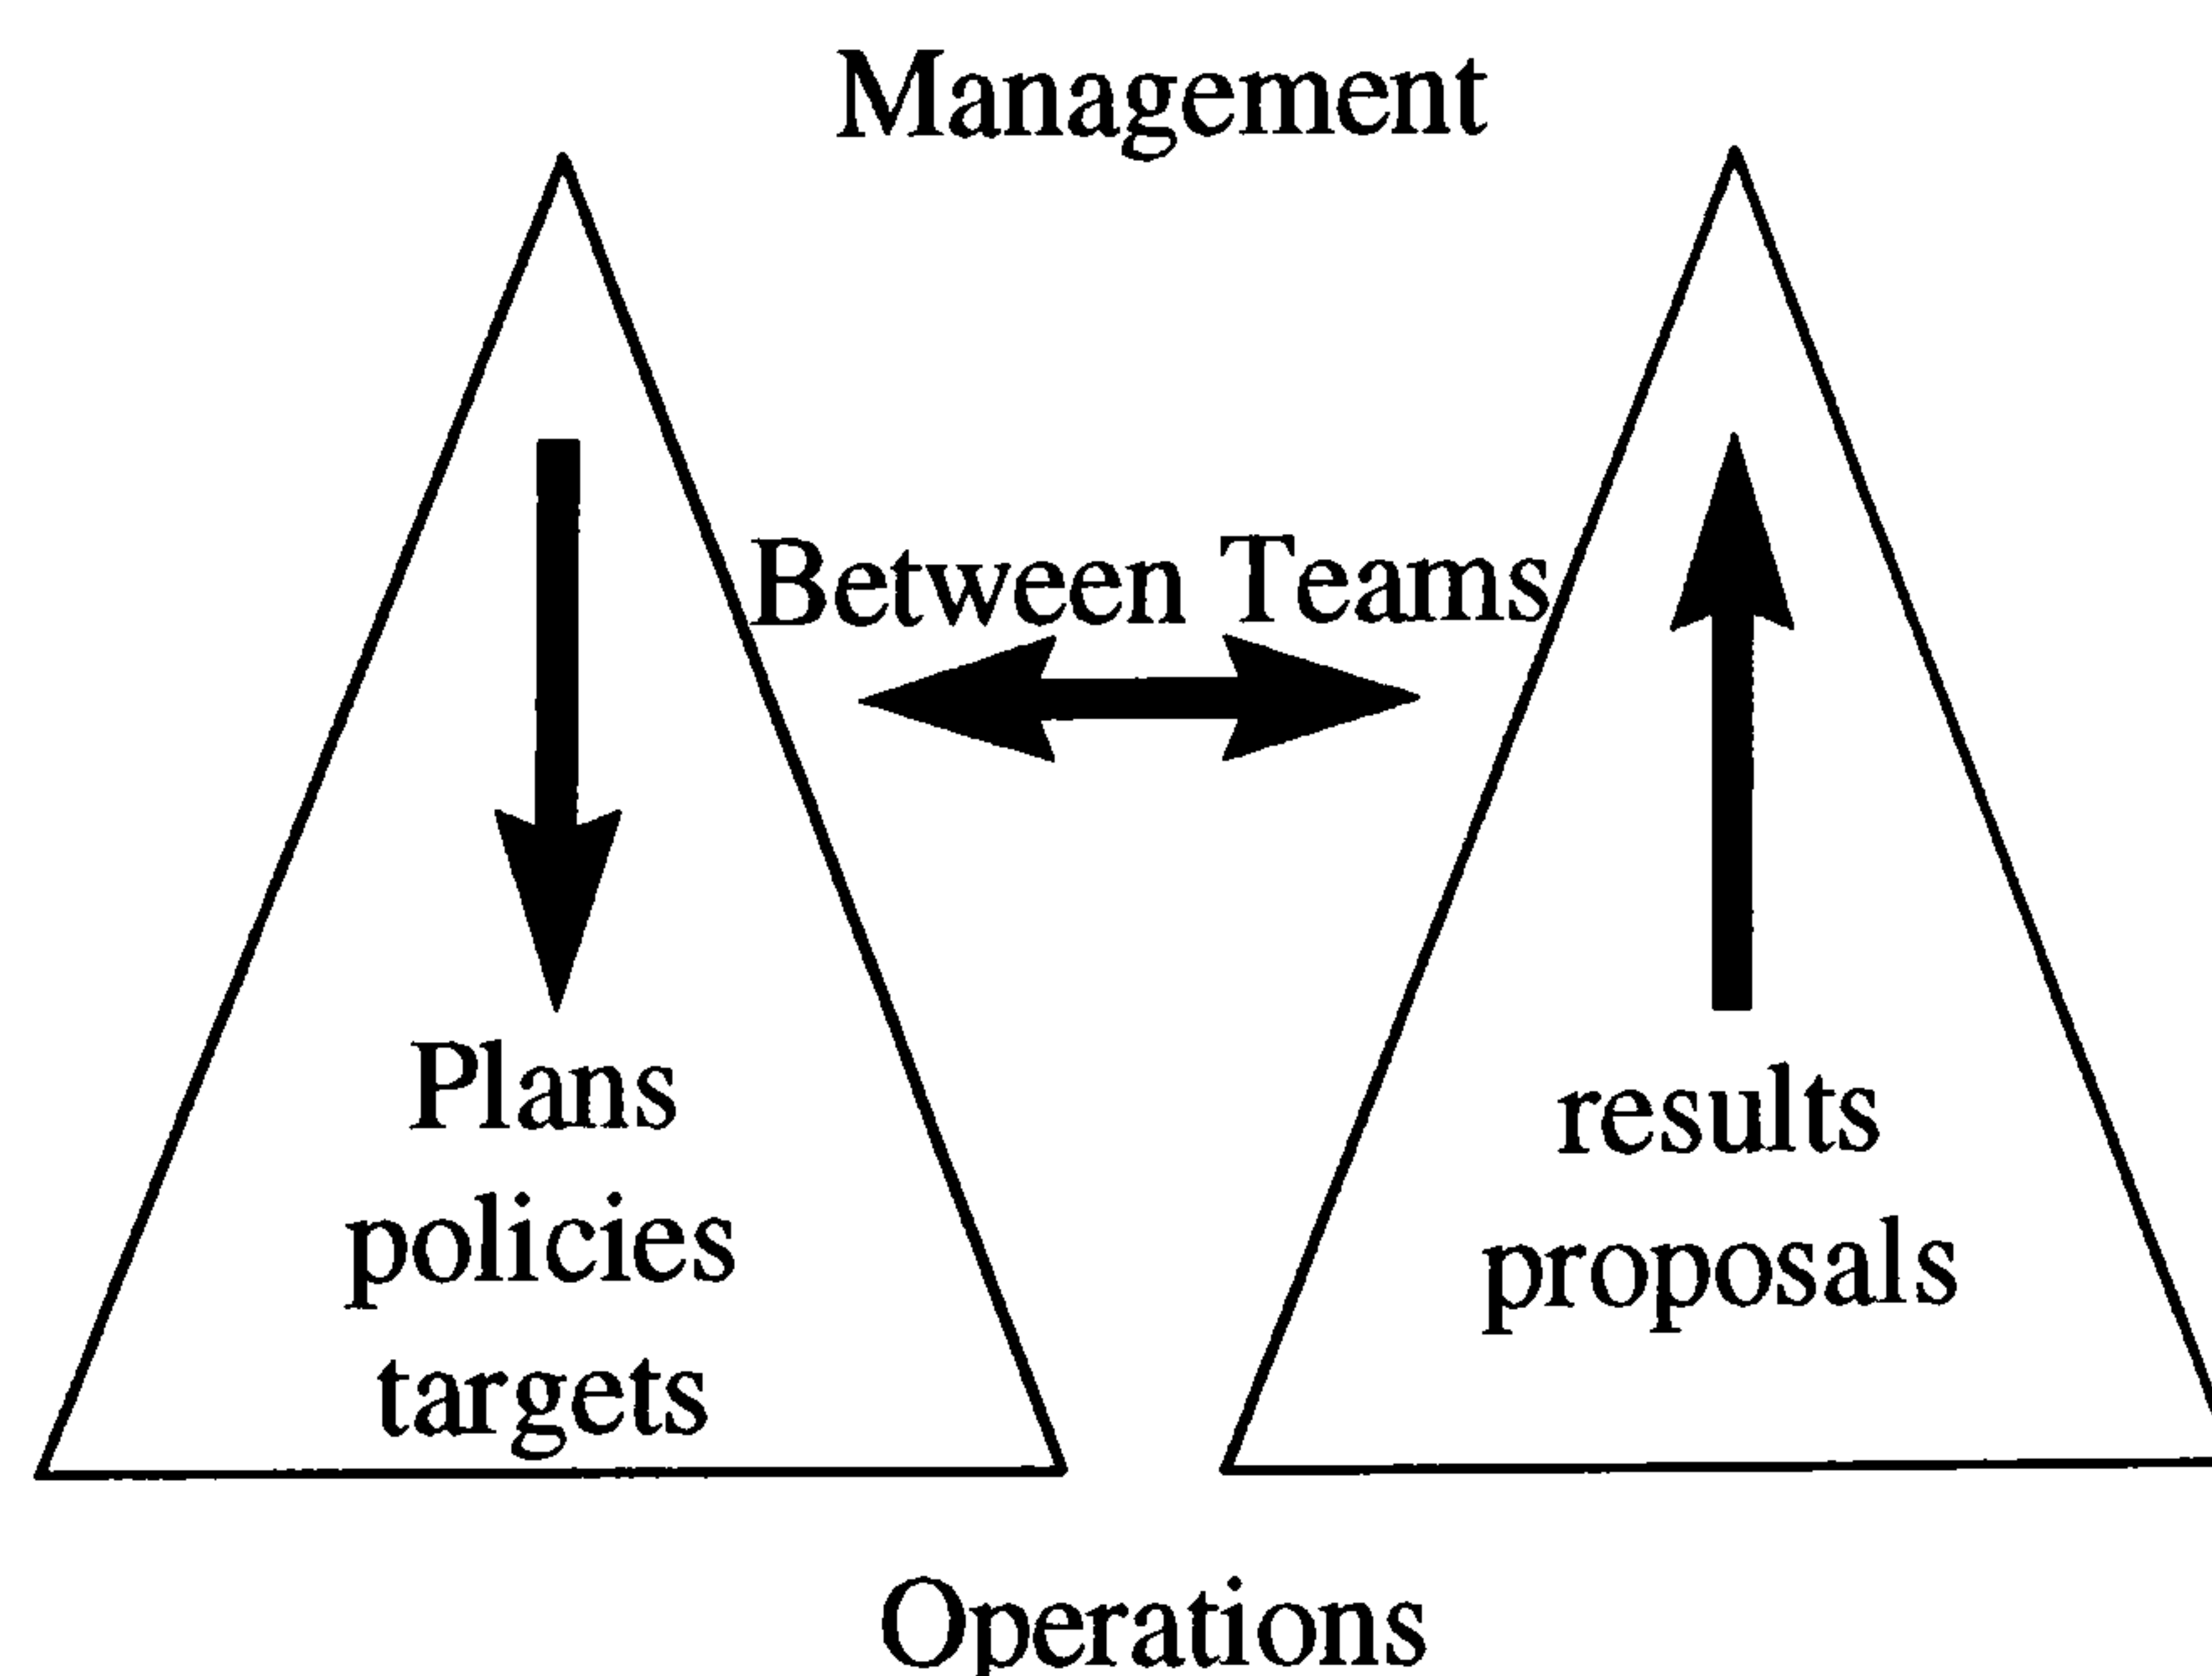 Management
Between Teams
Plans
policies
targets
results
proposals
Operations